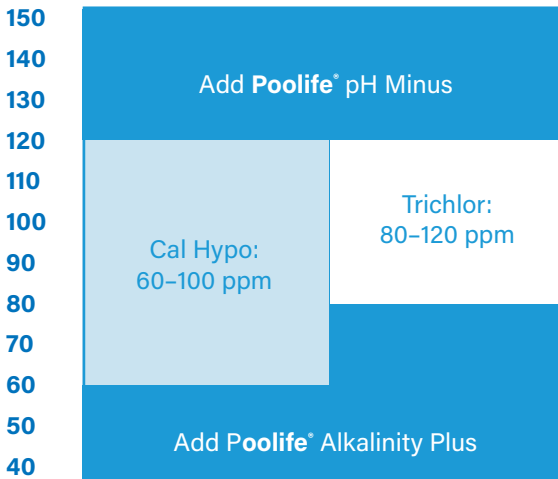 150
140
130
Add Poolife® pH Minus
120
110
100
90
80
70
60
50
40
Cal Hypo:
60–100 ppm
Trichlor:
80–120 ppm
Add Poolife® Alkalinity Plus